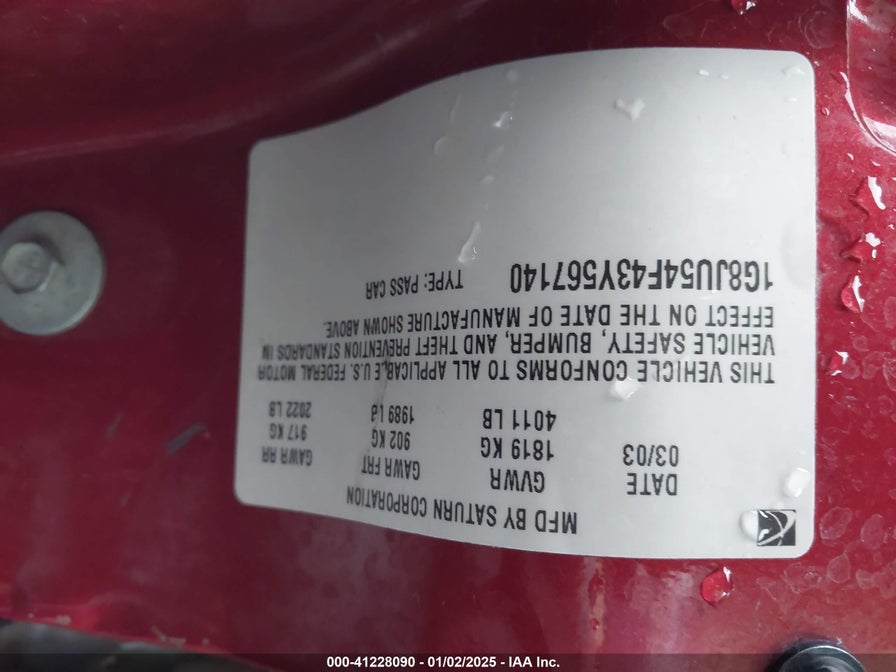 MFD BY SATURN CORPORATION
DATE GVWR GAWR FRT GAWR RR
03/03 1819 KG 902 KG 917 KG
4011 LB 1989 LB 2022 LB
THIS VEHICLE CONFORMS TO ALL APPLICABLE U.S. FEDERAL MOTOR
VEHICLE SAFETY, BUMPER, AND THEFT PREVENTION STANDARDS IN
EFFECT ON THE DATE OF MANUFACTURE SHOWN ABOVE.
1G8JU54F43Y567140 TYPE: PASS CAR
000-41228090 - 01/02/2025 - IAA Inc.